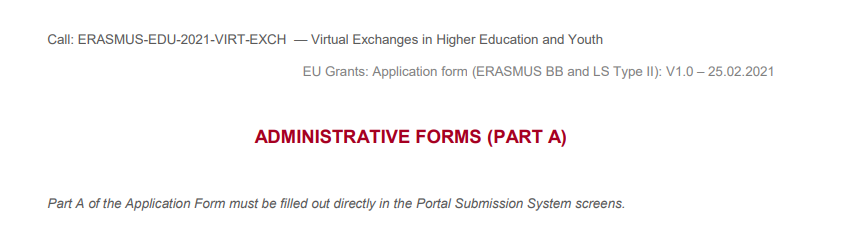 Call: ERASMUS-EDU-2021-VIRT-EXCH — Virtual Exchanges in Higher Education and Youth
EU Grants: Application form (ERASMUS BB and LS Type II): V1.0 – 25.02.2021
ADMINISTRATIVE FORMS (PART A)
Part A of the Application Form must be filled out directly in the Portal Submission System screens.